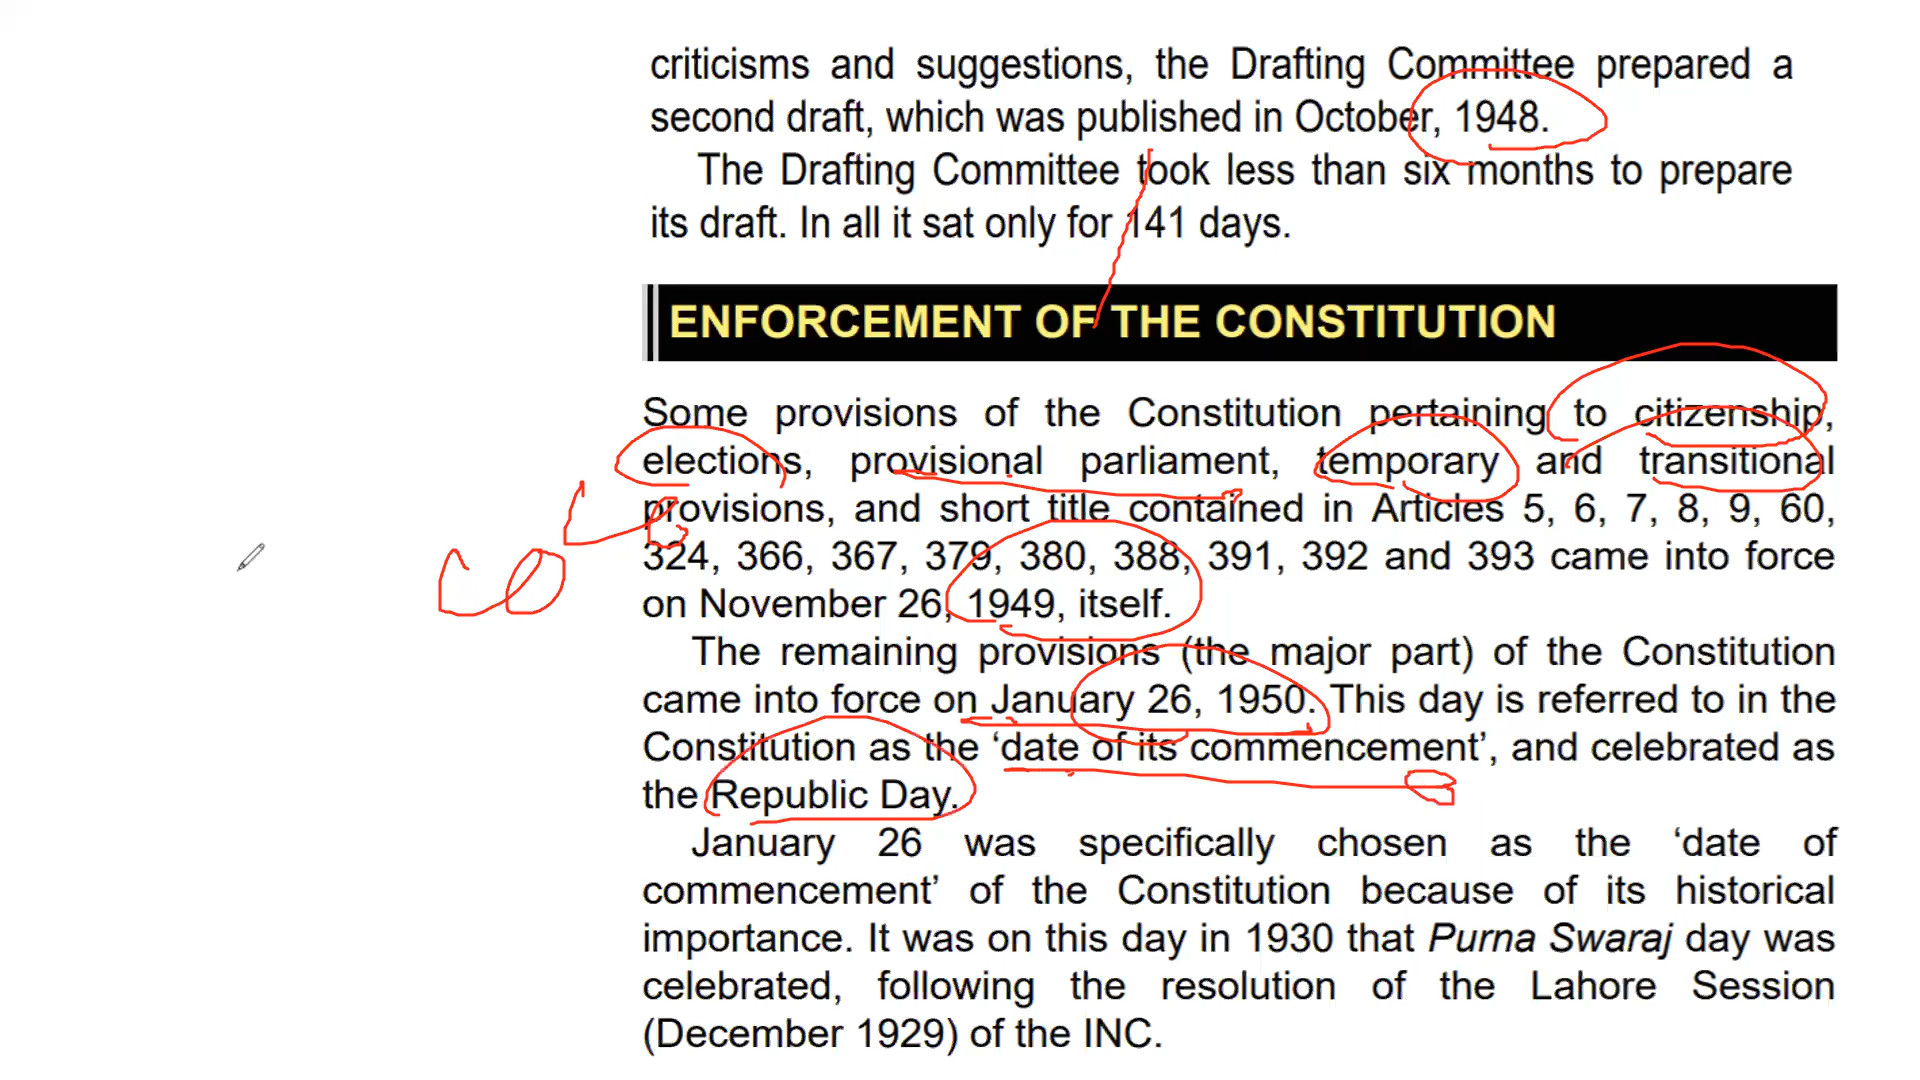 criticisms and suggestions, the Drafting Committee prepared a
second draft, which was published in October, 1948.
The Drafting Committee took less than six months to prepare
its draft. In all it sat only for 141 days.
ENFORCEMENT OF THE CONSTITUTION
Some provisions of the Constitution pertaining to citizenship,
elections, provisional parliament, temporary and transitional
provisions, and short title contained in Articles 5, 6, 7, 8, 9, 60,
324, 366, 367, 379, 380, 388, 391, 392 and 393 came into force
on November 26, 1949, itself.
The remaining provisions (the major part) of the Constitution
came into force on January 26, 1950. This day is referred to in the
Constitution as the ‘date of its commencement’, and celebrated as
the Republic Day.
January 26 was specifically chosen as the ‘date of
commencement’ of the Constitution because of its historical
importance. It was on this day in 1930 that Purna Swaraj day was
celebrated, following the resolution of the Lahore Session
(December 1929) of the INC.